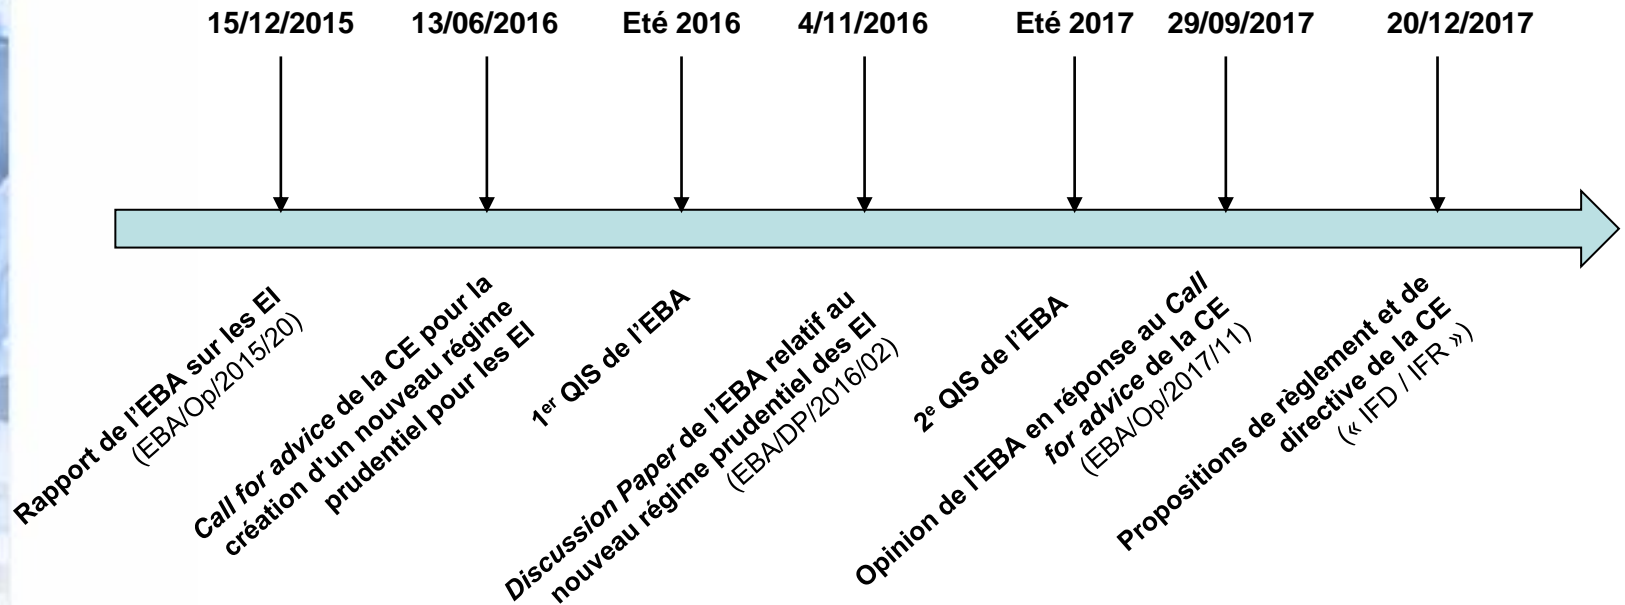 15/12/2015 13/06/2016 Eté 2016 4/11/2016 Eté 2017 29/09/2017 20/12/2017
Rapport de l’EBA sur les EI
(EBA/Op/2015/20)
Call for advice de la CE pour la
création d'un nouveau régime
prudentiel pour les EI
1er QIS de l’EBA
Discussion Paper de l’EBA relatif au
nouveau régime prudentiel des EI
(EBA/DP/2016/02)
2e QIS de l’EBA
Opinion de l'EBA en réponse au Call
for advice de la CE
(EBA/Op/2017/11)
Propositions de règlement et de
directive de la CE
(« IFD / IFR »)